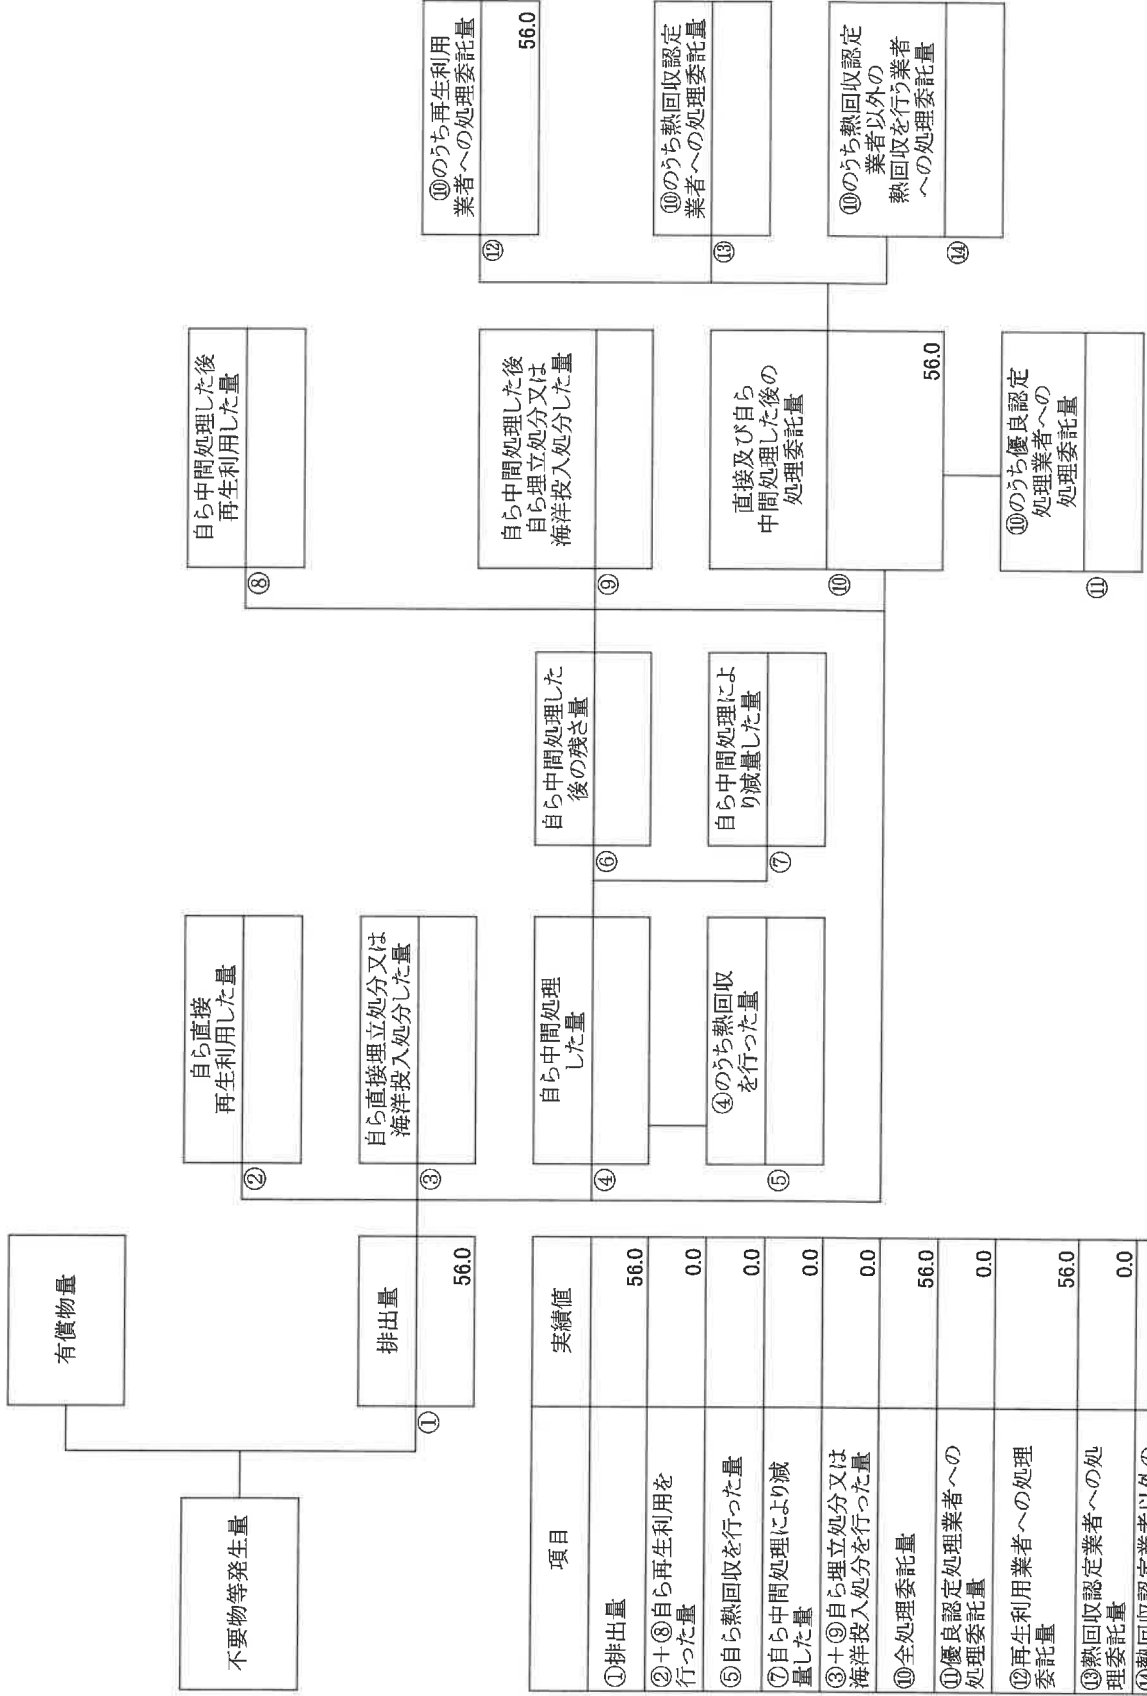 不要物等発生量
有償物量
①
排出量
56.0
②
自ら直接
再生利用した量
③
自ら直接埋立処分又は
海洋投入処分した量
④
自ら中間処理
した量
⑤
④のうち熱回収
を行った量
⑥
自ら中間処理した
後の残さ量
⑦
自ら中間処理によ
り減量した量
⑧
自ら中間処理した後
再生利用した量
⑨
自ら中間処理した後
自ら埋立処分又は
海洋投入処分した量
⑩
直接及び自ら
中間処理した後の
処理委託量
56.0
⑪
⑩のうち優良認定
処理業者への
処理委託量
⑫
⑩のうち再生利用
業者への処理委託量
56.0
⑬
⑩のうち熱回収認定
業者への処理委託量
⑭
⑩のうち熱回収認定
業者以外の
熱回収を行う業者
への処理委託量
項目 実績値
①排出量 56.0
②+⑧自ら再生利用を
行った量 0.0
⑤自ら熱回収を行った量 0.0
⑦自ら中間処理により減
量した量 0.0
③+⑨自ら埋立処分又は
海洋投入処分を行った量 0.0
⑩全処理委託量 56.0
⑪優良認定処理業者への
処理委託量 0.0
⑫再生利用業者への処理
委託量 56.0
⑬熱回収認定業者への処
理委託量 0.0
⑭熱回収認定業者以外の